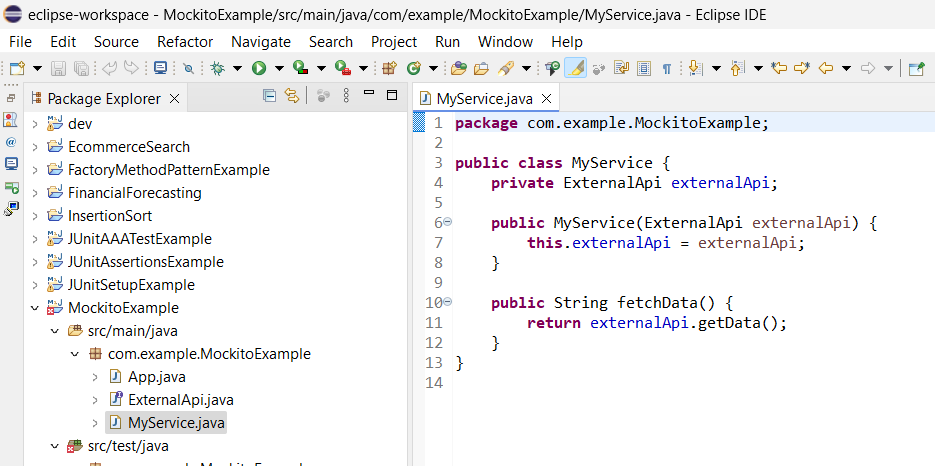 eclipse-workspace - MockitoExample/src/main/java/com/example/MockitoExample/MyService.java - Eclipse IDE
File Edit Source Refactor Navigate Search Project Run Window Help
Package Explorer
dev
EcommerceSearch
FactoryMethodPatternExample
FinancialForecasting
InsertionSort
JUnitAAATestExample
JUnitAssertionsExample
JUnitSetupExample
MockitoExample
src/main/java
com.example.MockitoExample
App.java
ExternalApi.java
MyService.java
src/test/java
MyService.java
1 package com.example.MockitoExample;
2
3 public class MyService {
4 private ExternalApi externalApi;
5
6 public MyService(ExternalApi externalApi) {
7 this.externalApi = externalApi;
8 }
9
10 public String fetchData() {
11 return externalApi.getData();
12 }
13 }
14